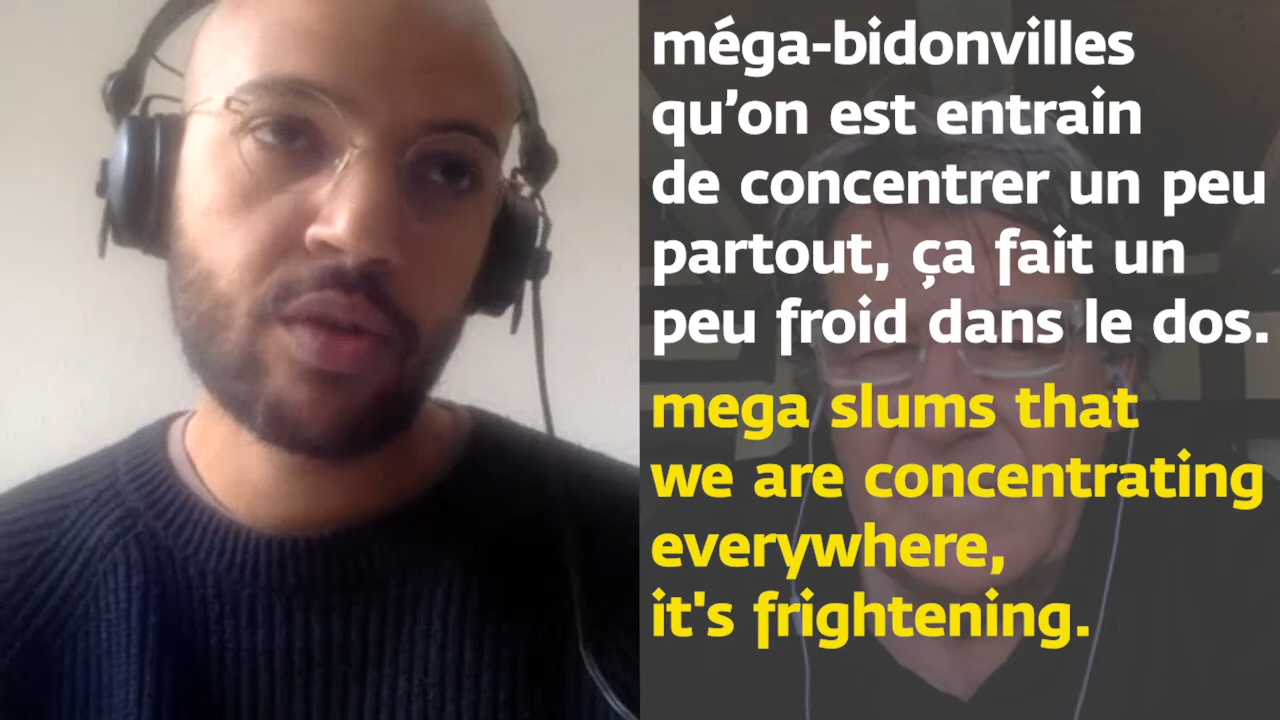 méga-bidonvilles
qu’on est entrain
de concentrer un peu
partout, ça fait un
peu froid dans le dos.
mega slums that
we are concentrating
everywhere,
it's frightening.